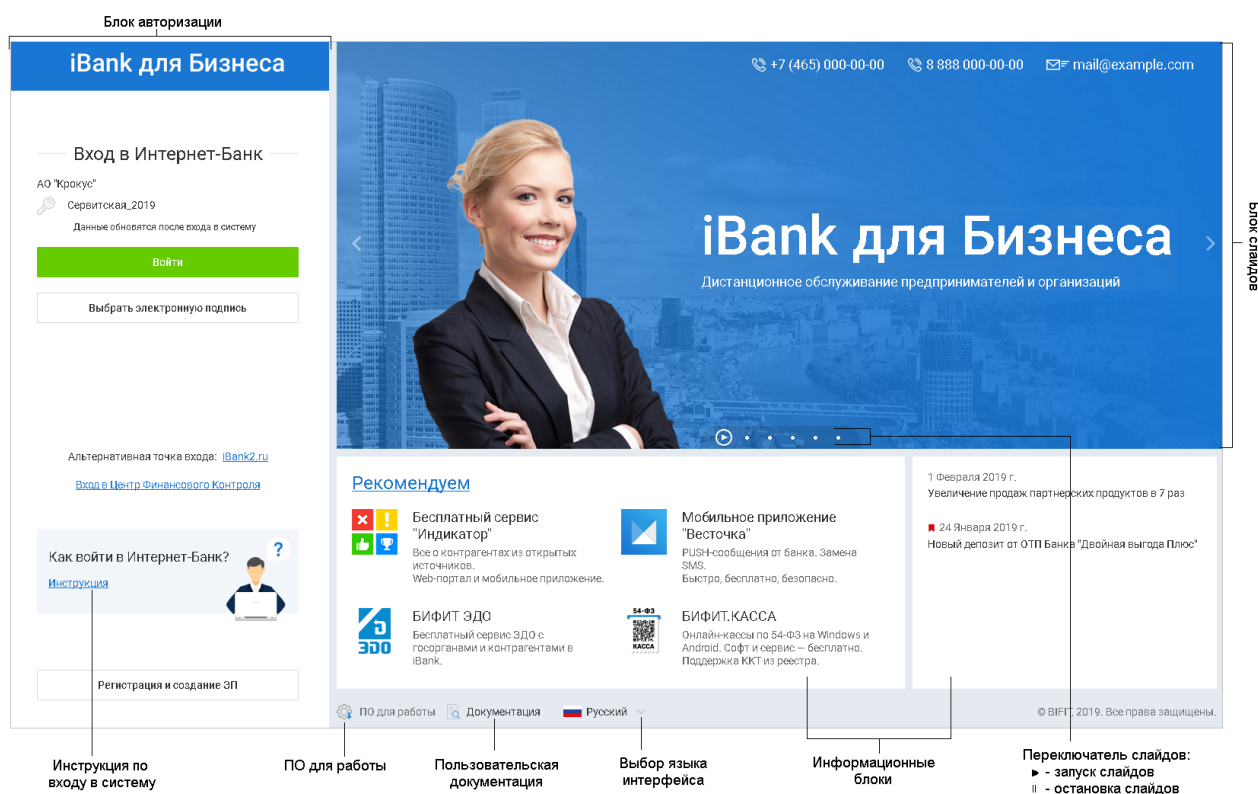 Блок авторизации
iBank для Бизнеса
+7 (465) 000-00-00
8 888 000-00-00
mail@example.com
Вход в Интернет-Банк
АО "Крокус"
Сервитская_2019
Данные обновятся после входа в систему
Войти
Выбрать электронную подпись
Альтернативная точка входа: iBank2.ru
Вход в Центр Финансового Контроля
Как войти в Интернет-Банк?
?
Инструкция
Регистрация и создание ЭП
iBank для Бизнеса
Дистанционное обслуживание предпринимателей и организаций
Блок слайдов
Рекомендуем
Бесплатный сервис
"Индикатор"
Все о контрагентах из открытых
источников.
Web-портал и мобильное приложение.
Мобильное приложение
"Весточка"
PUSH-сообщения от банка. Замена
SMS.
Быстро, бесплатно, безопасно.
ЭДО
БИФИТ ЭДО
Бесплатный сервис ЭДО с
госорганами и контрагентами в
iBank.
54-ФЗ
КАССА
БИФИТ.КАССА
Онлайн-кассы по 54-ФЗ на Windows и
Android. Софт и сервис — бесплатно.
Поддержка ККТ из реестра.
1 Февраля 2019 г.
Увеличение продаж партнерских продуктов в 7 раз
24 Января 2019 г.
Новый депозит от ОТП Банка "Двойная выгода Плюс"
ПО для работы
Документация
Русский
© BIFIT, 2019. Все права защищены.
Инструкция по
входу в систему
ПО для работы
Пользовательская
документация
Выбор языка
интерфейса
Информационные
блоки
Переключатель слайдов:
- запуск слайдов
- остановка слайдов